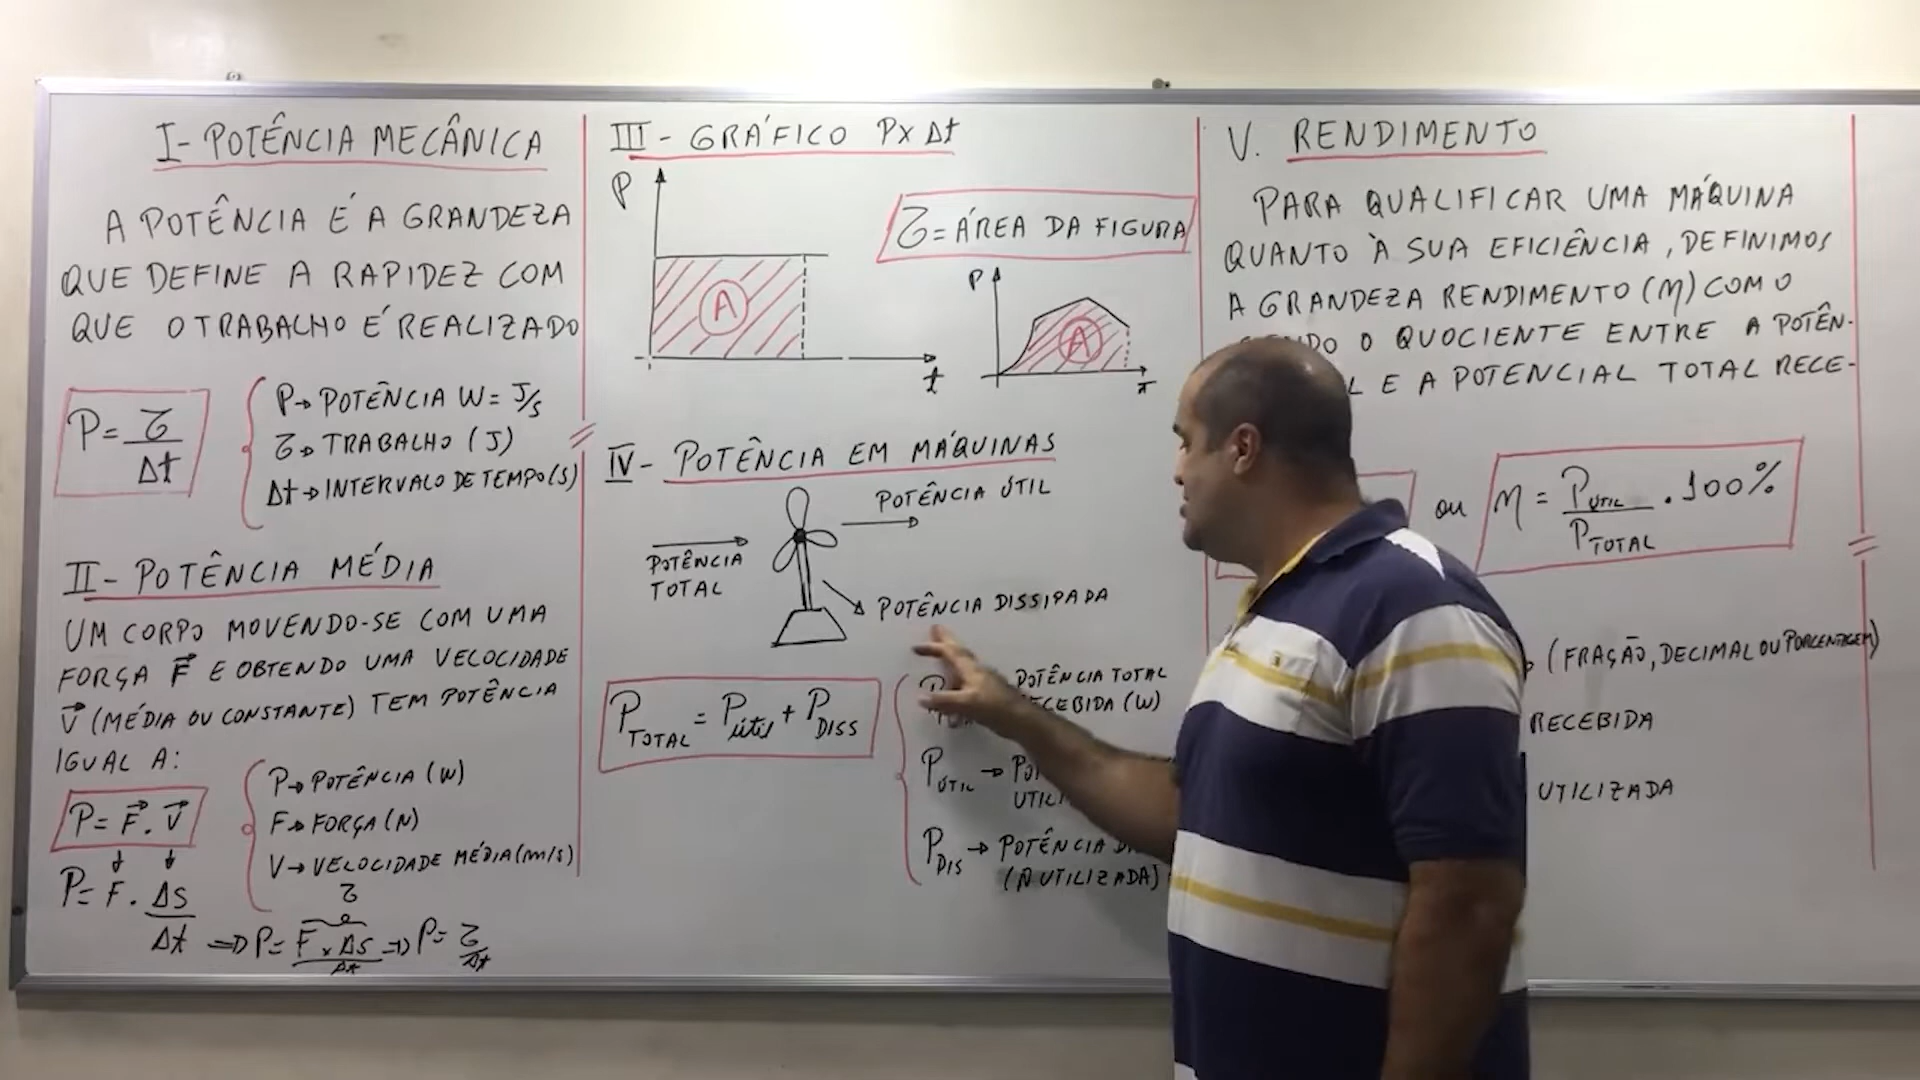 I- POTÊNCIA MECÂNICA
A POTÊNCIA É A GRANDEZA
QUE DEFINE A RAPIDEZ COM
QUE O TRABALHO É REALIZADO
P = τ / Δt
P → POTÊNCIA W = J/s
τ → TRABALHO (J)
Δt → INTERVALO DE TEMPO (s)
II- POTÊNCIA MÉDIA
UM CORPO MOVENDO-SE COM UMA
FORÇA F⃗ E OBTENDO UMA VELOCIDADE
V⃗ (MÉDIA OU CONSTANTE) TEM POTÊNCIA
IGUAL A:
P = F⃗ . V⃗
P → POTÊNCIA (W)
F → FORÇA (N)
V → VELOCIDADE MÉDIA (m/s)
P = F . Δs / Δt
τ
⇒ P = F x Δs / Δt ⇒ P = τ / Δt
III - GRÁFICO P x Δt
P
A
t
τ = ÁREA DA FIGURA
P
A
IV - POTÊNCIA EM MÁQUINAS
POTÊNCIA ÚTIL
POTÊNCIA
TOTAL
POTÊNCIA DISSIPADA
P TOTAL = P útil + P DISS
POTÊNCIA TOTAL
(W)
P ÚTIL →
P DIS → POTÊNCIA
(Ñ UTILIZADA)
V. RENDIMENTO
PARA QUALIFICAR UMA MÁQUINA
QUANTO À SUA EFICIÊNCIA, DEFINIMOS
A GRANDEZA RENDIMENTO (η) COMO
O QUOCIENTE ENTRE A POTÊN-
E A POTENCIAL TOTAL RECE-
ou
η = P ÚTIL / P TOTAL . 100%
(FRAÇÃO, DECIMAL OU PORCENTAGEM)
RECEBIDA
UTILIZADA